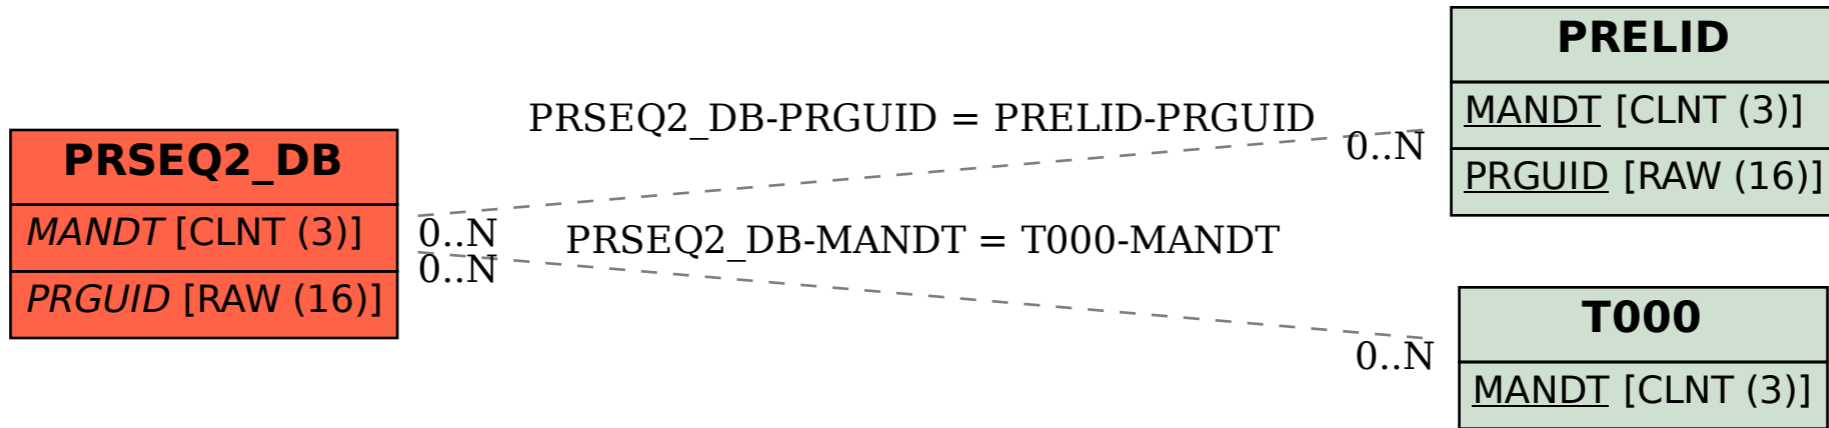 PRSEQ2_DB
MANDT [CLNT (3)]
PRGUID [RAW (16)]
PRSEQ2_DB-PRGUID = PRELID-PRGUID
0..N
0..N
PRSEQ2_DB-MANDT = T000-MANDT
0..N
0..N
PRELID
MANDT [CLNT (3)]
PRGUID [RAW (16)]
T000
MANDT [CLNT (3)]